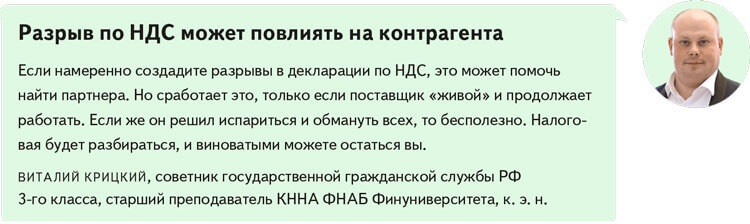 Разрыв по НДС может повлиять на контрагента
Если намеренно создадите разрывы в декларации по НДС, это может помочь
найти партнера. Но сработает это, только если поставщик «живой» и продолжает
работать. Если же он решил испариться и обмануть всех, то бесполезно. Налого-
вая будет разбираться, и виноватыми можете остаться вы.
ВИТАЛИЙ КРИЦКИЙ, советник государственной гражданской службы РФ
3-го класса, старший преподаватель КННА ФНАБ Финуниверситета, к. э. н.